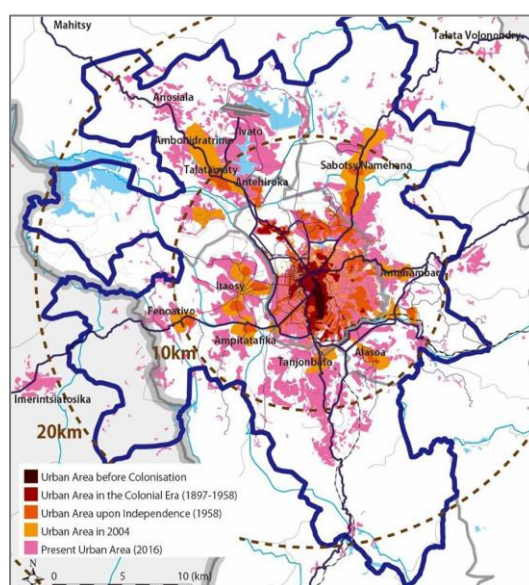 Mahitsy
Talata Volonondry
Anosiala
Ivato
Ambohidratrimo
Sabotsy Namehana
Talatamaty
Antehiroka
Itaosy
Fenoarivo
Ampitatafika
10km
Alasoa
Tanjonbato
Imerintsiatosika
20km
Urban Area before Colonisation
Urban Area in the Colonial Era (1897-1958)
Urban Area upon Independence (1958)
Urban Area in 2004
Present Urban Area (2016)
N
0
5
10 (km)